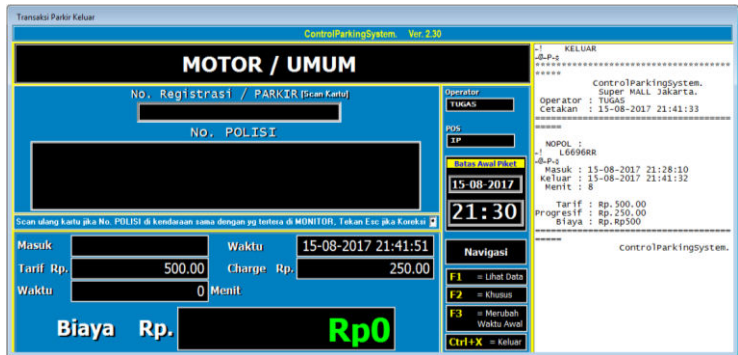 Transaksi Parkir Keluar
ControlParkingSystem.    Ver. 2.30
MOTOR / UMUM
No. Registrasi / PARKIR [Scan Kartu]
No. POLISI
Scan ulang kartu jika No. POLISI di kendaraan sama dengan yg tertera di MONITOR, Tekan Esc jika Koreksi
Masuk
Waktu 15-08-2017 21:41:51
Tarif Rp. 500.00 Charge Rp. 250.00
Waktu 0 Menit
Biaya Rp. Rp0
Operator
TUGAS
POS
IP
Batas Awal Piket
15-08-2017
21:30
Navigasi
F1 = Lihat Data
F2 = Khusus
F3 = Merubah
Waktu Awal
Ctrl+X = Keluar
-! KELUAR
-@-P-
************************************
*****
ControlParkingSystem.
Super MALL Jakarta.
Operator : TUGAS
Cetakan : 15-08-2017 21:41:33
====================================
=====
NOPOL :
-! L6696RR
-@-P-
Masuk : 15-08-2017 21:28:10
Keluar : 15-08-2017 21:41:32
Menit : 8
Tarif : Rp.500.00
Progresif : Rp.250.00
Biaya : Rp.Rp500
====================================
=====
ControlParkingSystem.